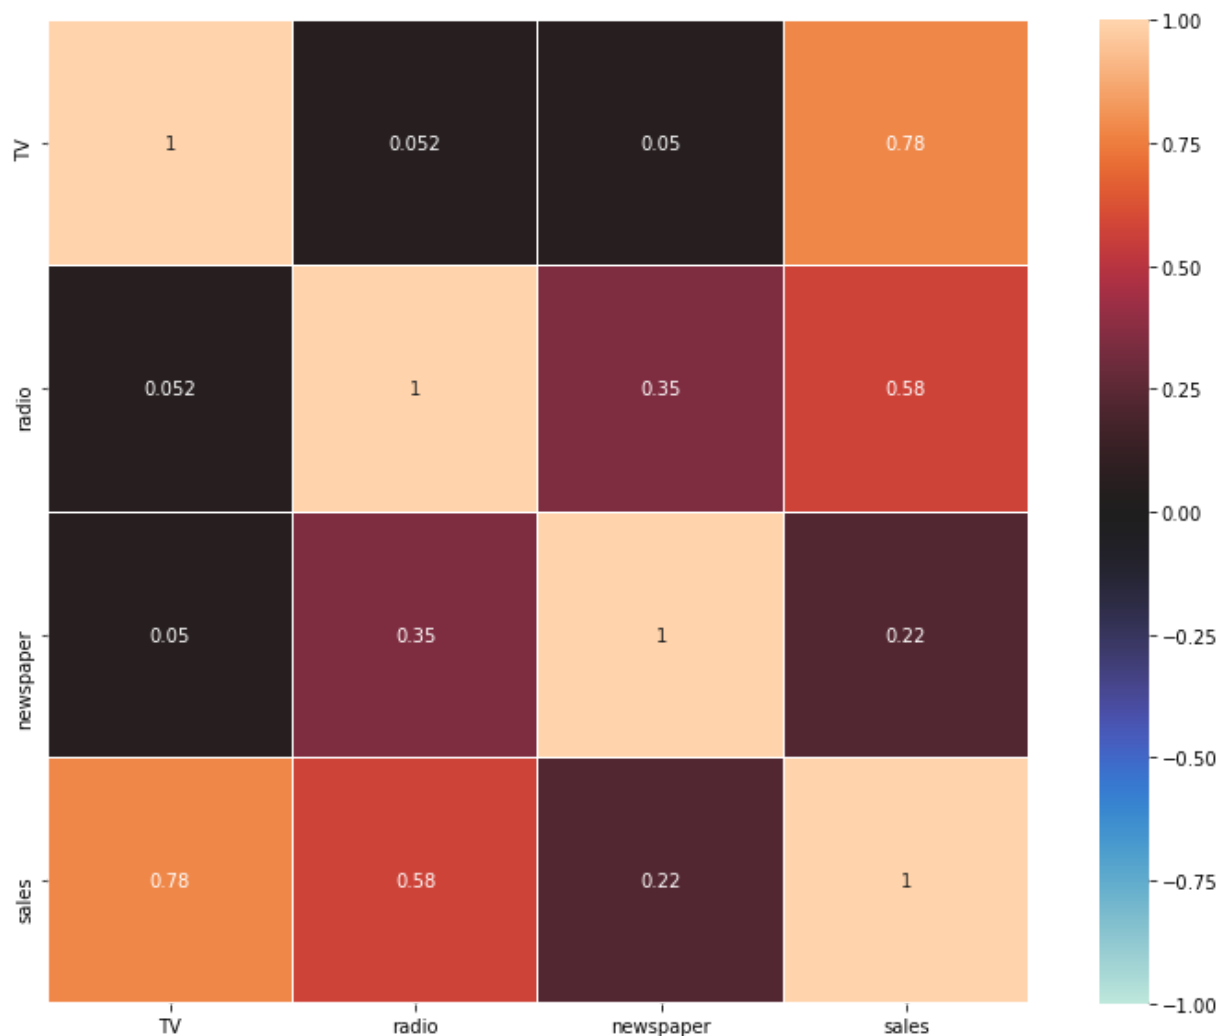 TV 1 0.052 0.05 0.78
radio 0.052 1 0.35 0.58
newspaper 0.05 0.35 1 0.22
sales 0.78 0.58 0.22 1
TV radio newspaper sales
1.00
0.75
0.50
0.25
0.00
−0.25
−0.50
−0.75
−1.00